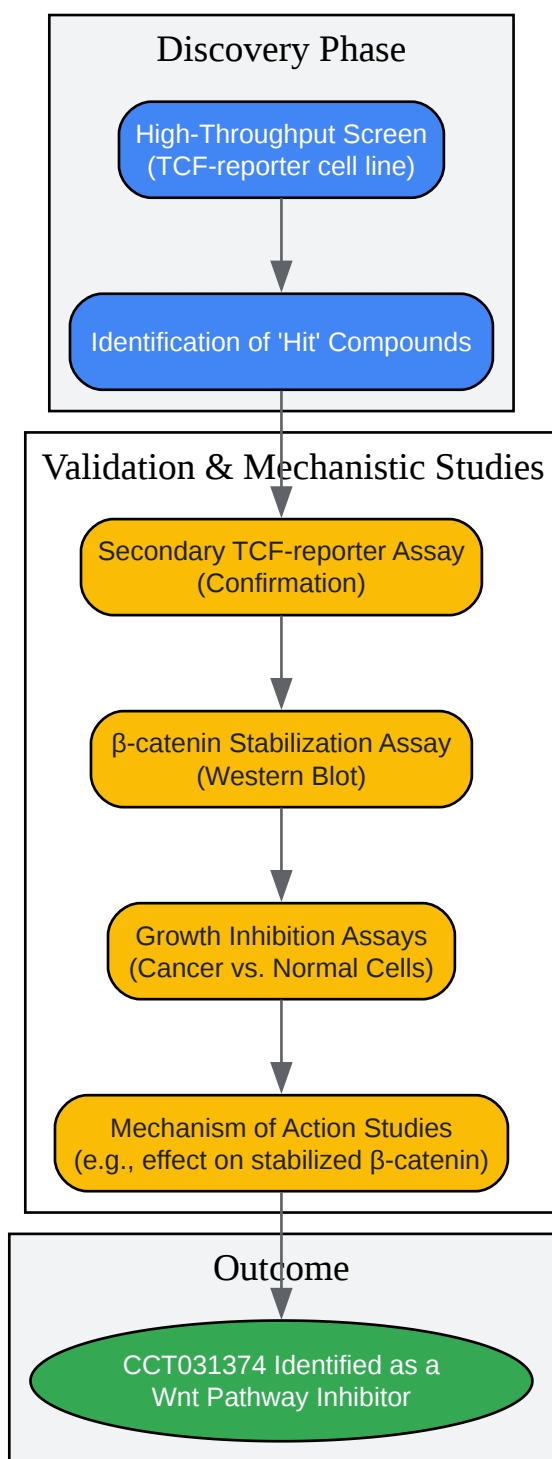 Discovery Phase
High-Throughput Screen
(TCF-reporter cell line)
Identification of 'Hit' Compounds
Validation & Mechanistic Studies
Secondary TCF-reporter Assay
(Confirmation)
β-catenin Stabilization Assay
(Western Blot)
Growth Inhibition Assays
(Cancer vs. Normal Cells)
Mechanism of Action Studies
(e.g., effect on stabilized β-catenin)
Outcome
CCT031374 Identified as a
Wnt Pathway Inhibitor